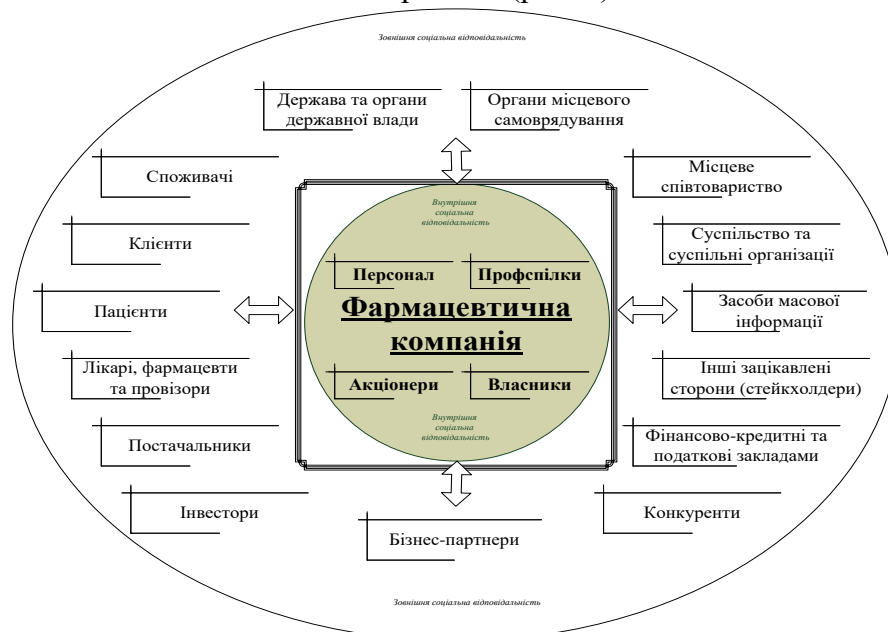 Зовнішня соціальна відповідальність
Держава та органи
державної влади
Органи місцевого
самоврядування
Споживачі
Місцеве
співтовариство
Клієнти
Суспільство та
суспільні організації
Пацієнти
Засоби масової
інформації
Лікарі, фармацевти
та провізори
Інші зацікавлені
сторони (стейкхолдери)
Постачальники
Фінансово-кредитні та
податкові закладами
Інвестори
Бізнес-партнери
Конкуренти
Внутрішня
соціальна
відповідальність
Персонал
Профспілки
Фармацевтична
компанія
Акціонери
Власники
Внутрішня
соціальна
відповідальність
Зовнішня соціальна відповідальність